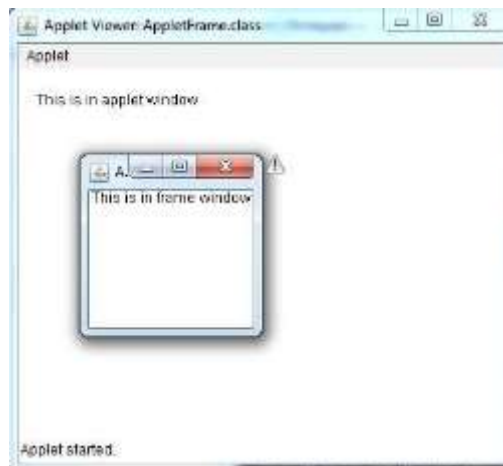 Applet Viewer: AppletFrame.class
Applet
This is in applet window
A.
This is in frame window
Applet started.